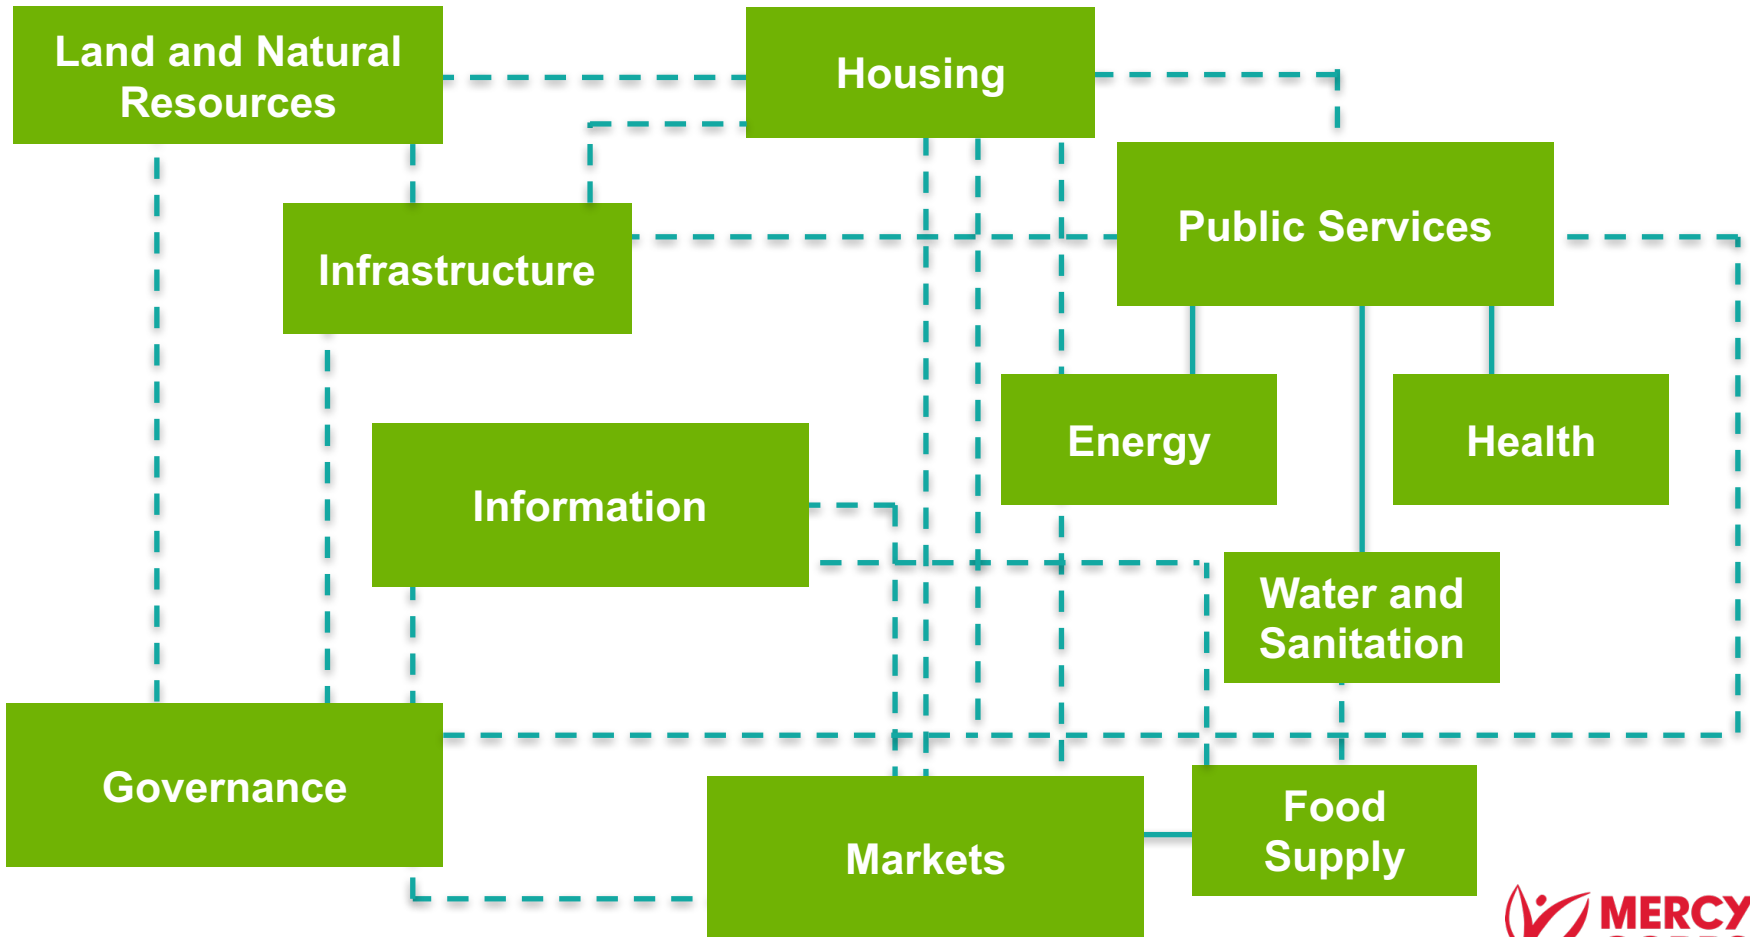 Land and Natural
Resources
Housing
Public Services
Infrastructure
Energy
Health
Information
Water and
Sanitation
Governance
Food
Supply
Markets
MERCY